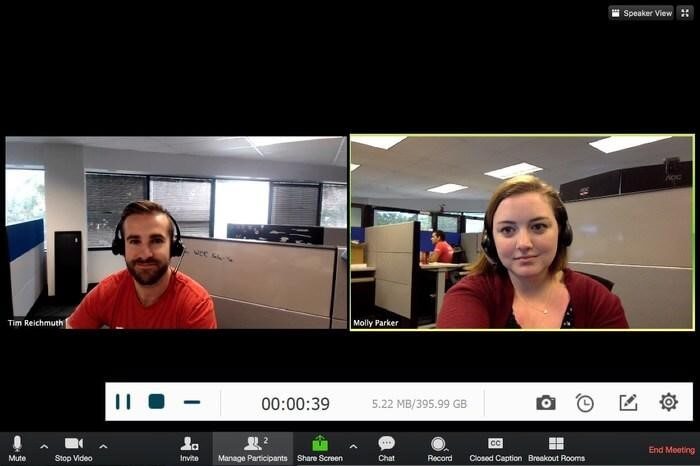 Speaker View
Tim Reichmuth
Molly Parker
00:00:39
5.22 MB/395.99 GB
2
CC
Mute
Stop Video
Invite
Manage Participants
Share Screen
Chat
Record
Closed Caption
Breakout Rooms
End Meeting